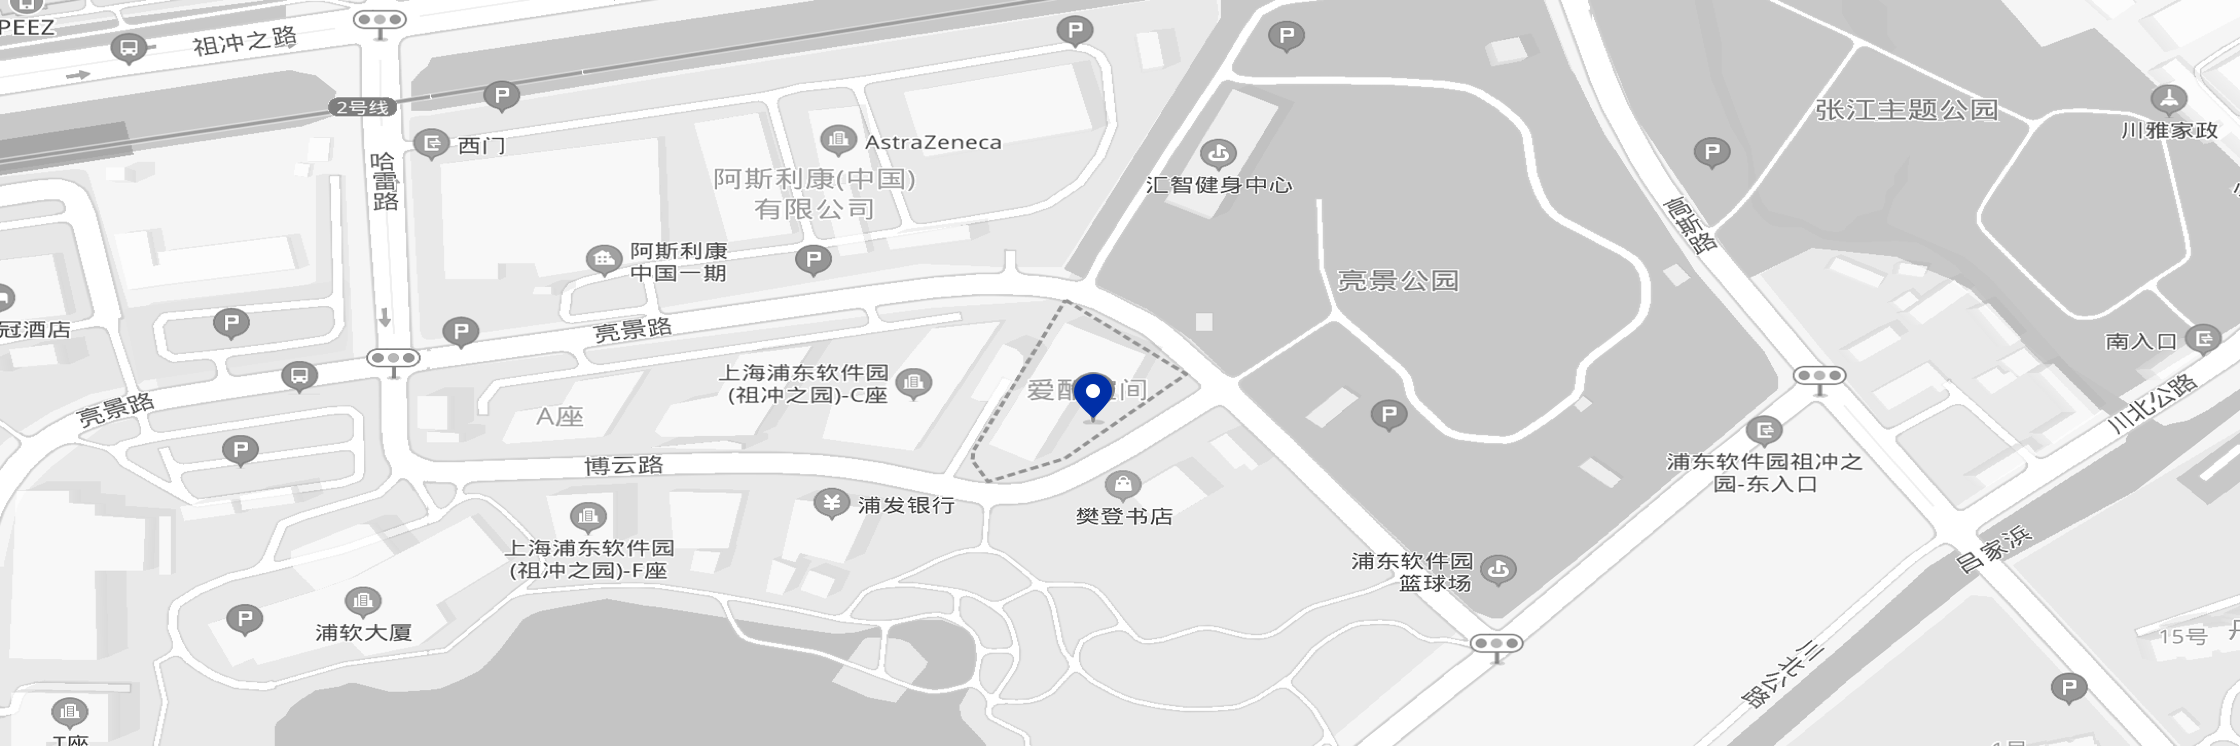 PEEZ
祖冲之路
2号线
西门
AstraZeneca
阿斯利康(中国)
有限公司
哈雷路
阿斯利康
中国一期
汇智健身中心
张江主题公园
川雅家政
高斯路
亮景公园
冠酒店
亮景路
亮景路
南入口
上海浦东软件园
(祖冲之园)-C座
A座
川北公路
博云路
浦东软件园祖冲之
园-东入口
浦发银行
樊登书店
上海浦东软件园
(祖冲之园)-F座
浦东软件园
篮球场
吕家浜
浦软大厦
15号
川北公路